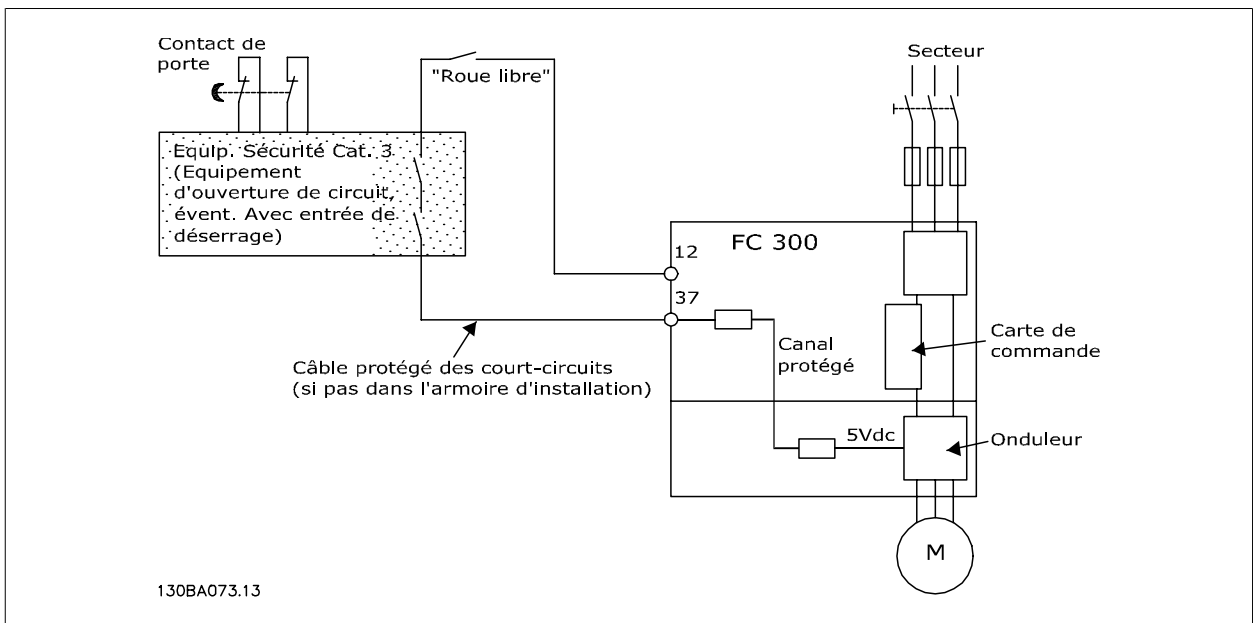 Contact de
porte
"Roue libre"
Secteur
Equip. Sécurité Cat. 3
(Equipement
d'ouverture de circuit,
évent. Avec entrée de
déserrage)
FC 300
12
37
Canal
protégé
Carte de
commande
Câble protégé des court-circuits
(si pas dans l'armoire d'installation)
5Vdc
Onduleur
M
130BA073.13